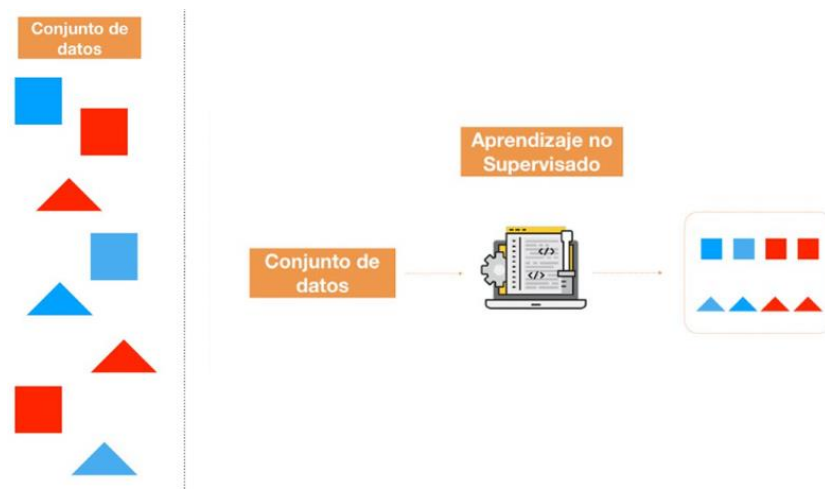 Conjunto de
datos
Aprendizaje no
Supervisado
Conjunto de
datos
</>
</>